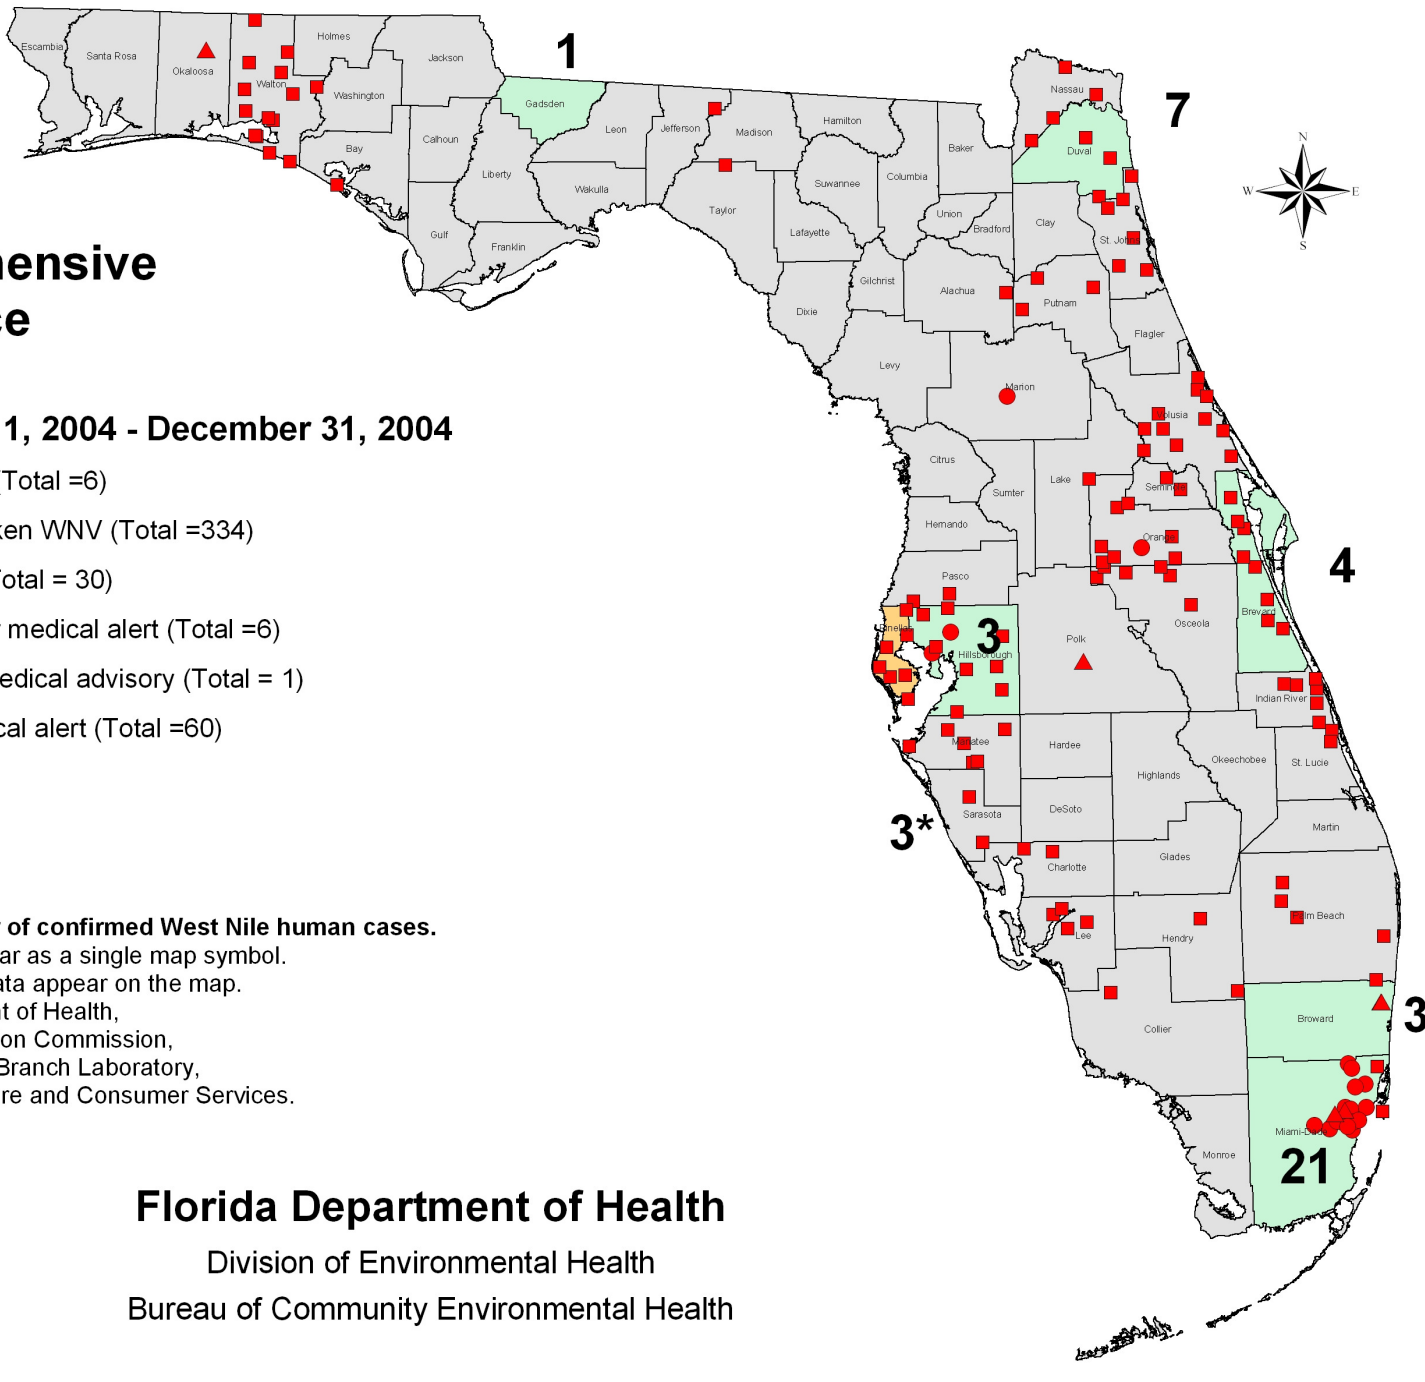 1
Escambia
Santa Rosa
Okaloosa
Walton
Holmes
Jackson
Washington
Bay
Calhoun
Gulf
Gadsden
Liberty
Franklin
Leon
Wakulla
Jefferson
Madison
Taylor
Hamilton
Suwannee
Lafayette
Columbia
Baker
Union
Bradford
Nassau
Duval
7
Clay
St. Johns
N
W
E
S
Gilchrist
Dixie
Alachua
Putnam
Flagler
Levy
Marion
Volusia
Citrus
Sumter
Lake
Seminole
Hernando
Orange
Pasco
4
Brevard
Osceola
Polk
Pinellas
3
Hillsborough
Indian River
Manatee
Hardee
Highlands
Okeechobee
St. Lucie
DeSoto
Sarasota
3*
Martin
Charlotte
Glades
Palm Beach
Lee
Hendry
Collier
Broward
3
Miami-Dade
21
Monroe
hensive
ce
1, 2004 - December 31, 2004
(Total =6)
ken WNV (Total =334)
Total = 30)
r medical alert (Total =6)
edical advisory (Total = 1)
cal alert (Total =60)
r of confirmed West Nile human cases.
ar as a single map symbol.
ata appear on the map.
nt of Health,
on Commission,
Branch Laboratory,
re and Consumer Services.
Florida Department of Health
Division of Environmental Health
Bureau of Community Environmental Health